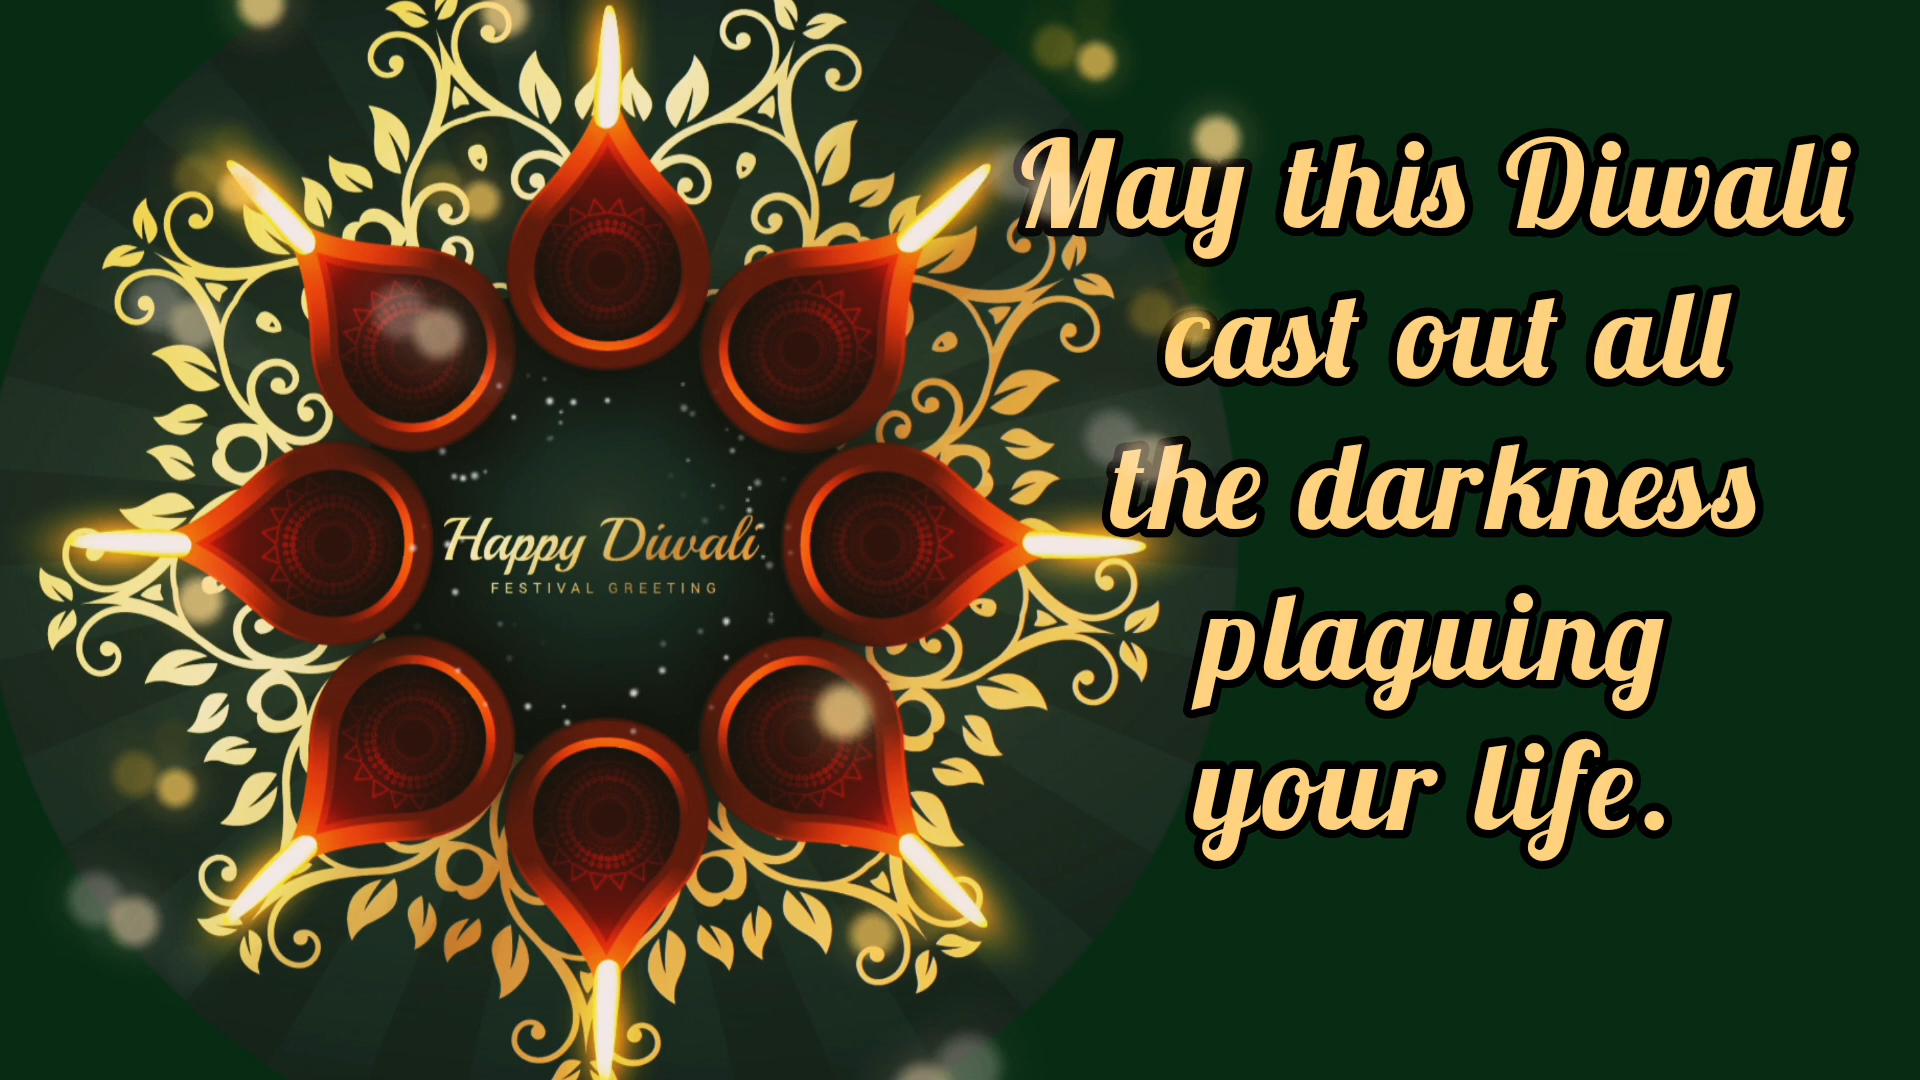 Happy Diwali
FESTIVAL GREETING
May this Diwali
cast out all
the darkness
plaguing
your life.